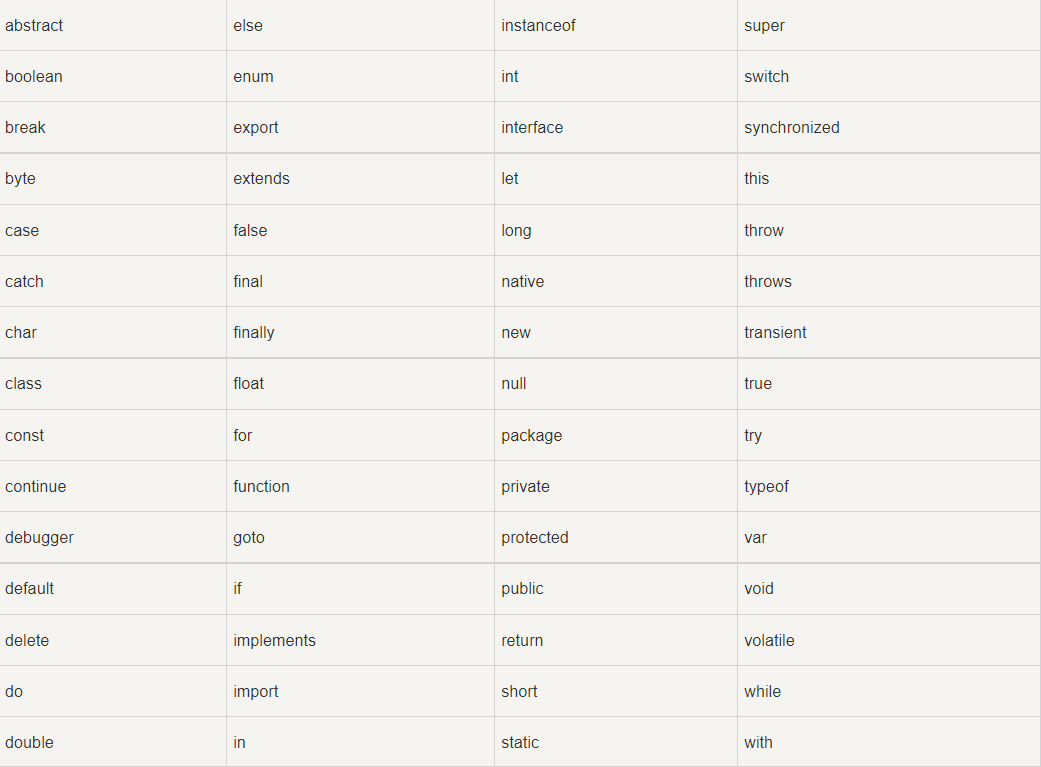 abstract else instanceof super
boolean enum int switch
break export interface synchronized
byte extends let this
case false long throw
catch final native throws
char finally new transient
class float null true
const for package try
continue function private typeof
debugger goto protected var
default if public void
delete implements return volatile
do import short while
double in static with